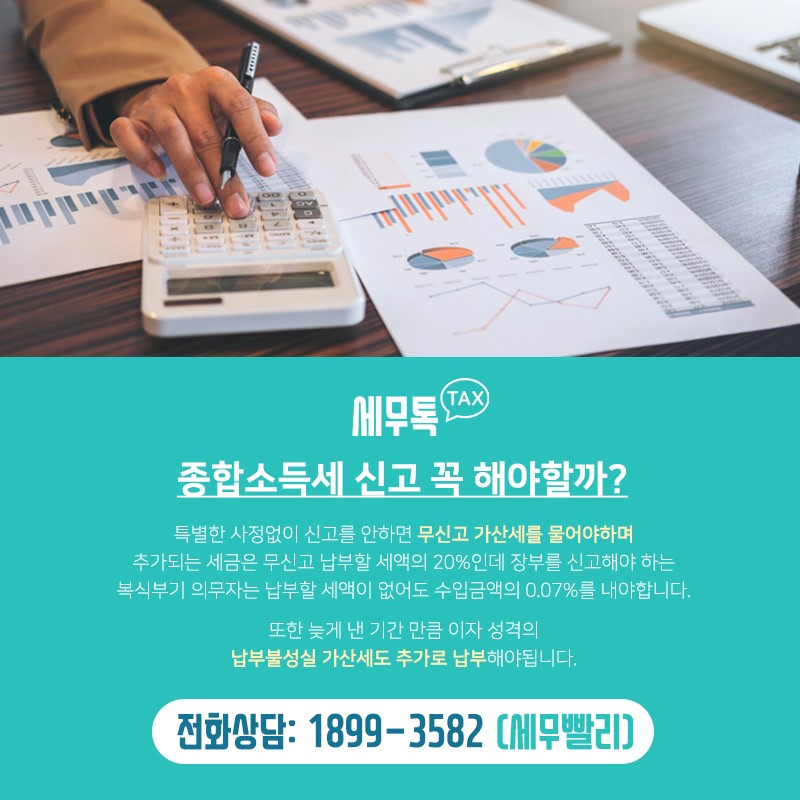 세무톡 TAX
종합소득세 신고 꼭 해야할까?
특별한 사정없이 신고를 안하면 무신고 가산세를 물어야하며
추가되는 세금은 무신고 납부할 세액의 20%인데 장부를 신고해야 하는
복식부기 의무자는 납부할 세액이 없어도 수입금액의 0.07%를 내야합니다.
또한 늦게 낸 기간 만큼 이자 성격의
납부불성실 가산세도 추가로 납부해야됩니다.
전화상담: 1899-3582 (세무빨리)